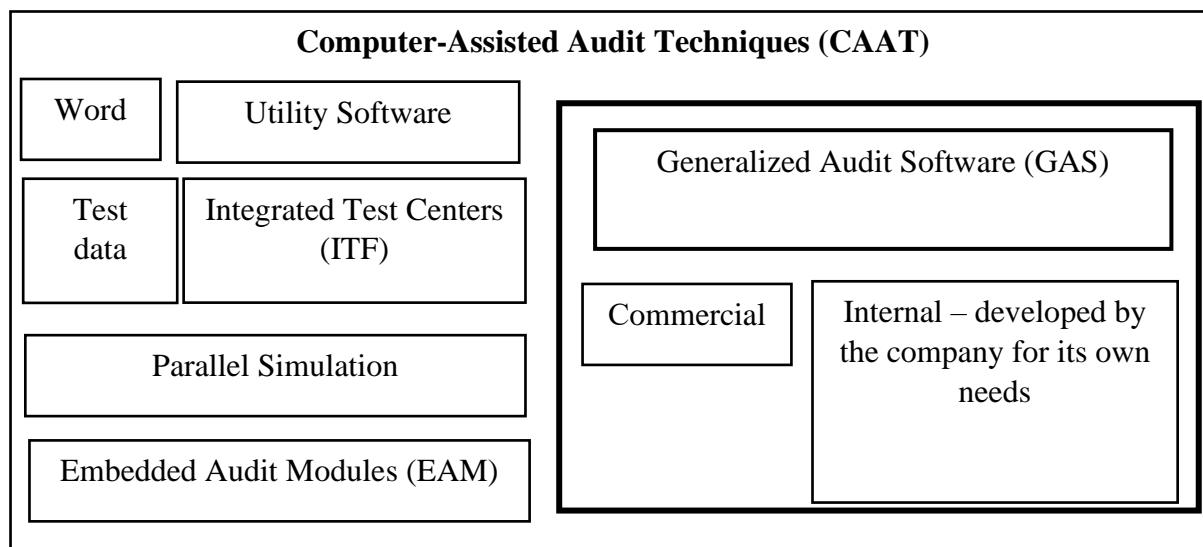 Computer-Assisted Audit Techniques (CAAT)
Word
Utility Software
Test
data
Integrated Test Centers
(ITF)
Parallel Simulation
Embedded Audit Modules (EAM)
Generalized Audit Software (GAS)
Commercial
Internal – developed by
the company for its own
needs